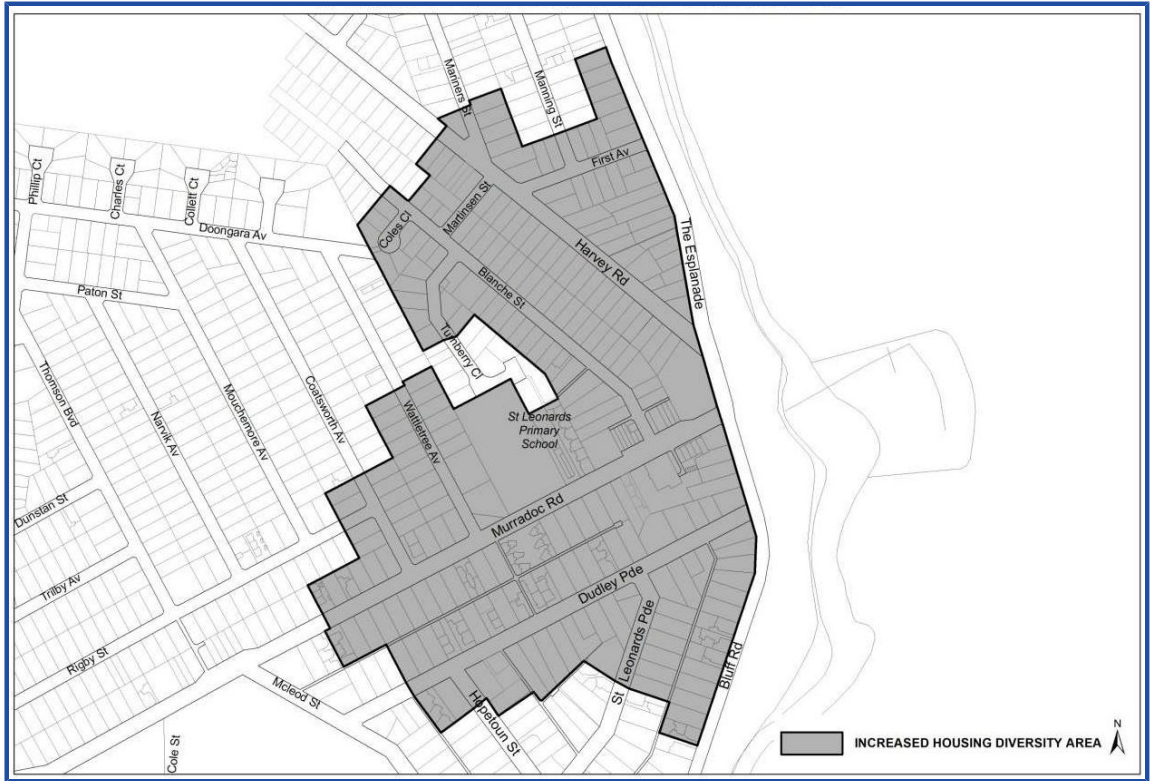 Manners St
Manning St
First Av
Phillip Ct
Charles Ct
Collett Ct
Doongara Av
Coles Cl
Martinsen St
Harvey Rd
The Esplanade
Paton St
Blanche St
Turnberry Cl
Thomson Bvd
Narvik Av
Mouchemore Av
Coatsworth Av
Wattletree Av
St Leonards
Primary
School
Dunstan St
Murradoc Rd
Trilby Av
Dudley Pde
Rigby St
St Leonards Pde
Bluff Rd
Mcleod St
Hopetoun St
Cole St
INCREASED HOUSING DIVERSITY AREA
N